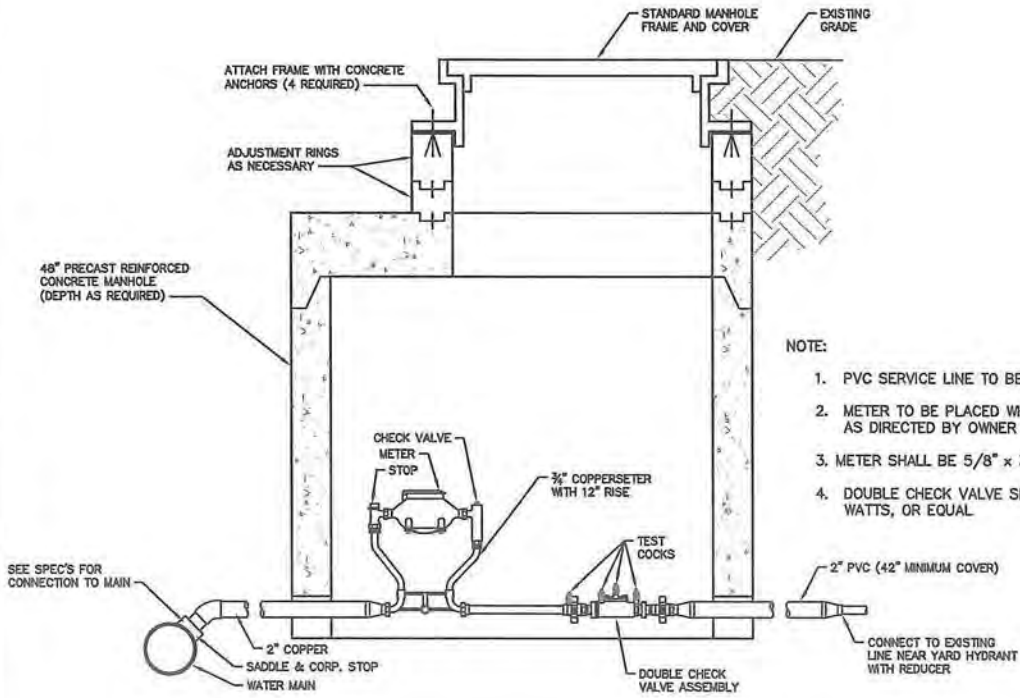 STANDARD MANHOLE
FRAME AND COVER
EXISTING
GRADE
ATTACH FRAME WITH CONCRETE
ANCHORS (4 REQUIRED)
ADJUSTMENT RINGS
AS NECESSARY
48" PRECAST REINFORCED
CONCRETE MANHOLE
(DEPTH AS REQUIRED)
NOTE:
1. PVC SERVICE LINE TO BE
2. METER TO BE PLACED
AS DIRECTED BY OWNER
3. METER SHALL BE 5/8" x
4. DOUBLE CHECK VALVE
WATTS, OR EQUAL
CHECK VALVE
METER
STOP
¾" COPPERSETER
WITH 12" RISE
TEST
COCKS
SEE SPEC'S FOR
CONNECTION TO MAIN
2" PVC (42" MINIMUM COVER)
2" COPPER
SADDLE & CORP. STOP
WATER MAIN
DOUBLE CHECK
VALVE ASSEMBLY
CONNECT TO EXISTING
LINE NEAR YARD HYDRANT
WITH REDUCER